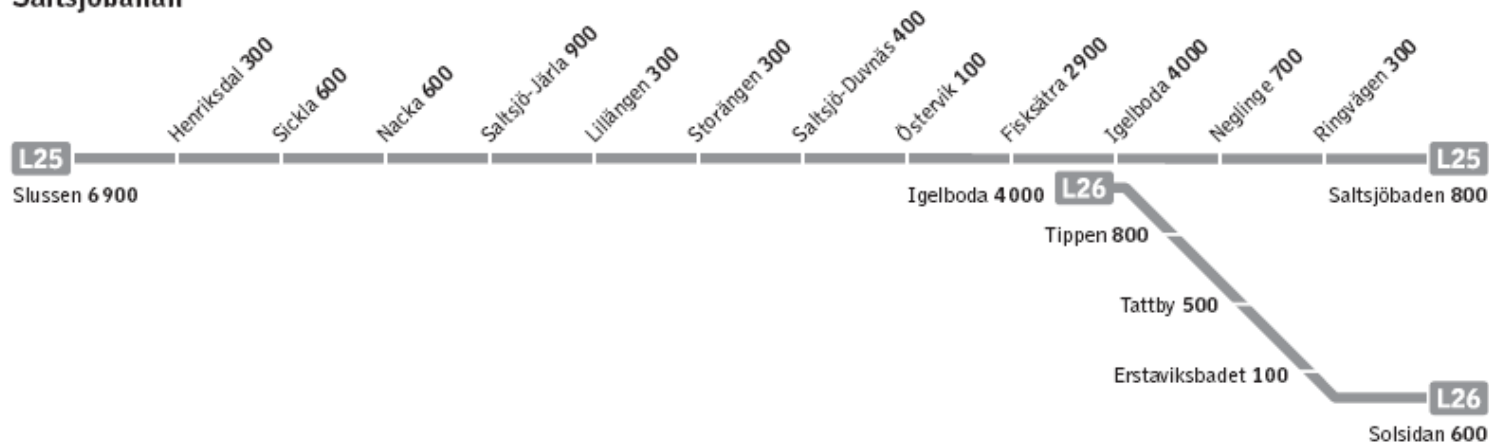 Saltsjöbanan
Henriksdal 300
Sickla 600
Nacka 600
Saltsjö-Järla 900
Lillängen 300
Storängen 300
Saltsjö-Duvnäs 400
Östervik 100
Fisksätra 2900
Igelboda 4000
Neglinge 700
Ringvägen 300
L25
L25
Slussen 6900
Igelboda 4000
L26
Saltsjöbaden 800
Tippen 800
Tattby 500
Erstaviksbadet 100
L26
Solsidan 600